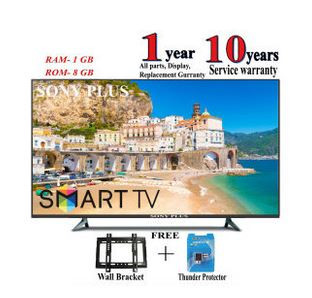 RAM- 1 GB
ROM- 8 GB
1 year
All parts, Display,
Replacement Gurranty
10 years
Service warranty
SONY PLUS
SMART TV
SONY PLUS
FREE
Wall Bracket
+
Thunder Protector